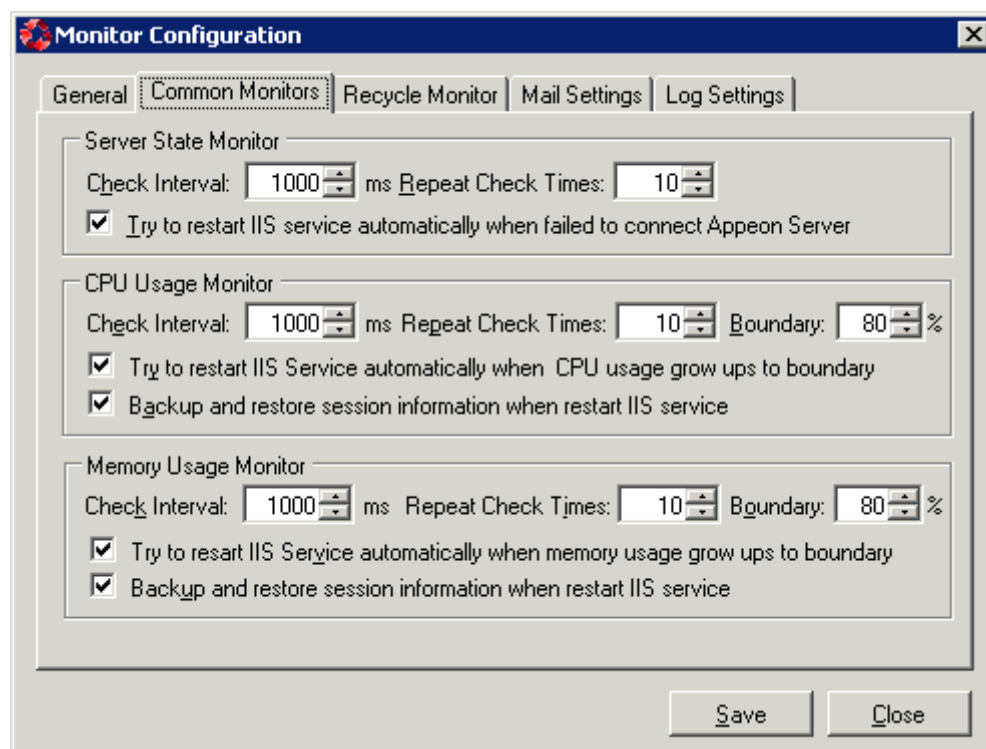 Monitor Configuration
General Common Monitors Recycle Monitor Mail Settings Log Settings
Server State Monitor
Check Interval: 1000 ms Repeat Check Times: 10
Try to restart IIS service automatically when failed to connect Appeon Server
CPU Usage Monitor
Check Interval: 1000 ms Repeat Check Times: 10 Boundary: 80 %
Try to restart IIS Service automatically when CPU usage grow ups to boundary
Backup and restore session information when restart IIS service
Memory Usage Monitor
Check Interval: 1000 ms Repeat Check Times: 10 Boundary: 80 %
Try to resart IIS Service automatically when memory usage grow ups to boundary
Backup and restore session information when restart IIS service
Save Close